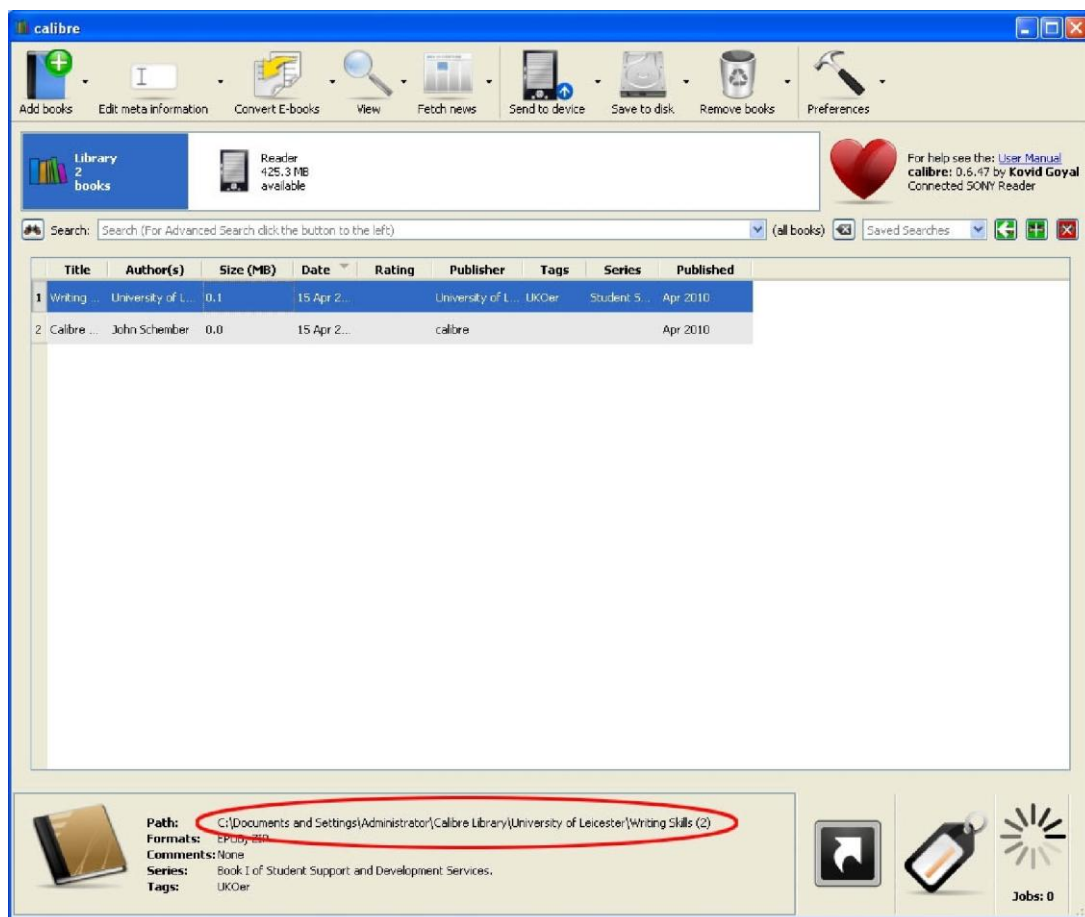 calibre
Add books Edit meta information Convert E-books View Fetch news Send to device Save to disk Remove books Preferences
Library
2
books
Reader
425.3 MB
available
For help see the: User Manual
calibre: 0.6.47 by Kovid Goyal
Connected SONY Reader
Search: Search (For Advanced Search click the button to the left) (all books) Saved Searches
Title Author(s) Size (MB) Date Rating Publisher Tags Series Published
1 Writing ... University of L... 0.1 15 Apr 2... University of L... UKOer Student S... Apr 2010
2 Calibre ... John Schember 0.0 15 Apr 2... calibre Apr 2010
Path: C:\Documents and Settings\Administrator\Calibre Library\University of Leicester\Writing Skills (2)
Formats: EPUB, ZIP
Comments: None
Series: Book I of Student Support and Development Services.
Tags: UKOer
Jobs: 0